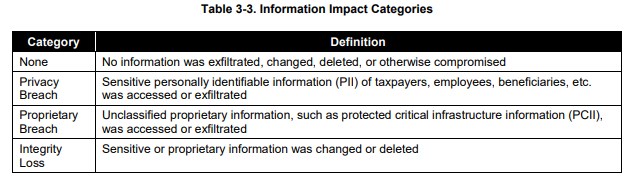 Table 3-3. Information Impact Categories
Category Definition
None No information was exfiltrated, changed, deleted, or otherwise compromised
Privacy Sensitive personally identifiable information (PII) of taxpayers, employees, beneficiaries, etc.
Breach was accessed or exfiltrated
Proprietary Unclassified proprietary information, such as protected critical infrastructure information (PCII),
Breach was accessed or exfiltrated
Integrity Sensitive or proprietary information was changed or deleted
Loss